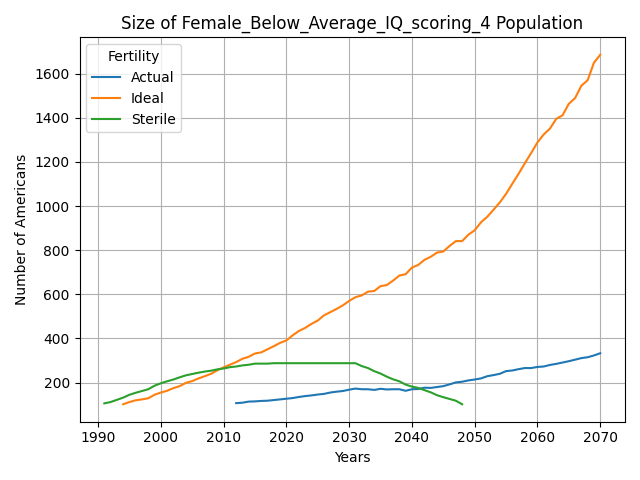 Size of Female_Below_Average_IQ_scoring_4 Population
Fertility
Actual
Ideal
Sterile
Number of Americans
1600
1400
1200
1000
800
600
400
200
1990 2000 2010 2020 2030 2040 2050 2060 2070
Years